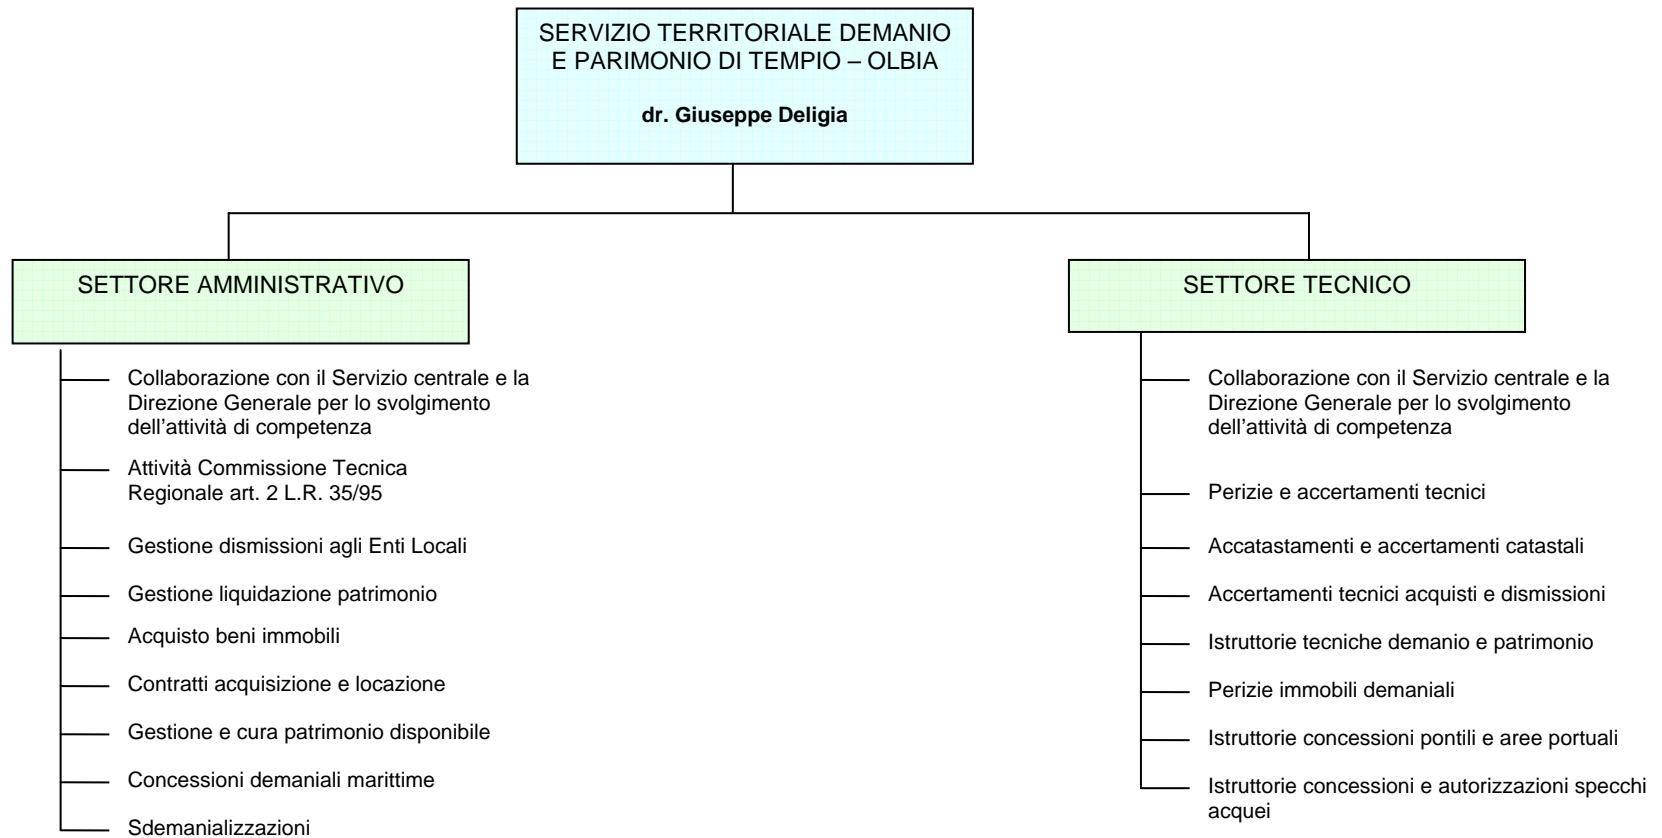 SERVIZIO TERRITORIALE DEMANIO
E PARIMONIO DI TEMPIO – OLBIA
dr. Giuseppe Deligia
SETTORE AMMINISTRATIVO
Collaborazione con il Servizio centrale e la
Direzione Generale per lo svolgimento
dell’attività di competenza
Attività Commissione Tecnica
Regionale art. 2 L.R. 35/95
Gestione dismissioni agli Enti Locali
Gestione liquidazione patrimonio
Acquisto beni immobili
Contratti acquisizione e locazione
Gestione e cura patrimonio disponibile
Concessioni demaniali marittime
Sdemanializzazioni
SETTORE TECNICO
Collaborazione con il Servizio centrale e la
Direzione Generale per lo svolgimento
dell’attività di competenza
Perizie e accertamenti tecnici
Accatastamenti e accertamenti catastali
Accertamenti tecnici acquisti e dismissioni
Istruttorie tecniche demanio e patrimonio
Perizie immobili demaniali
Istruttorie concessioni pontili e aree portuali
Istruttorie concessioni e autorizzazioni specchi
acquei